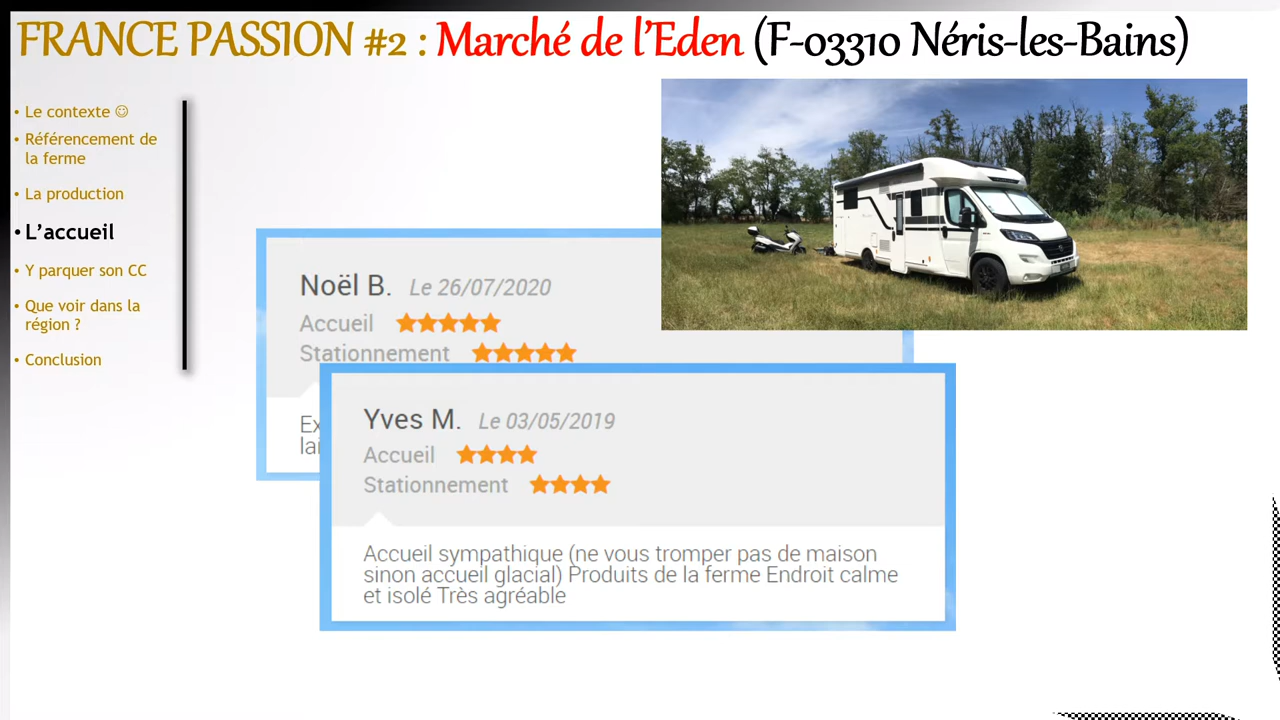 FRANCE PASSION #2 : Marché de l'Eden (F-03310 Néris-les-Bains)
• Le contexte ☺
• Référencement de
la ferme
• La production
• L'accueil
• Y parquer son CC
• Que voir dans la
région ?
• Conclusion
Noël B. Le 26/07/2020
Accueil ★★★★★
Stationnement ★★★★★
Yves M. Le 03/05/2019
Accueil ★★★★
Stationnement ★★★★
Accueil sympathique (ne vous tromper pas de maison
sinon accueil glacial) Produits de la ferme Endroit calme
et isolé Très agréable